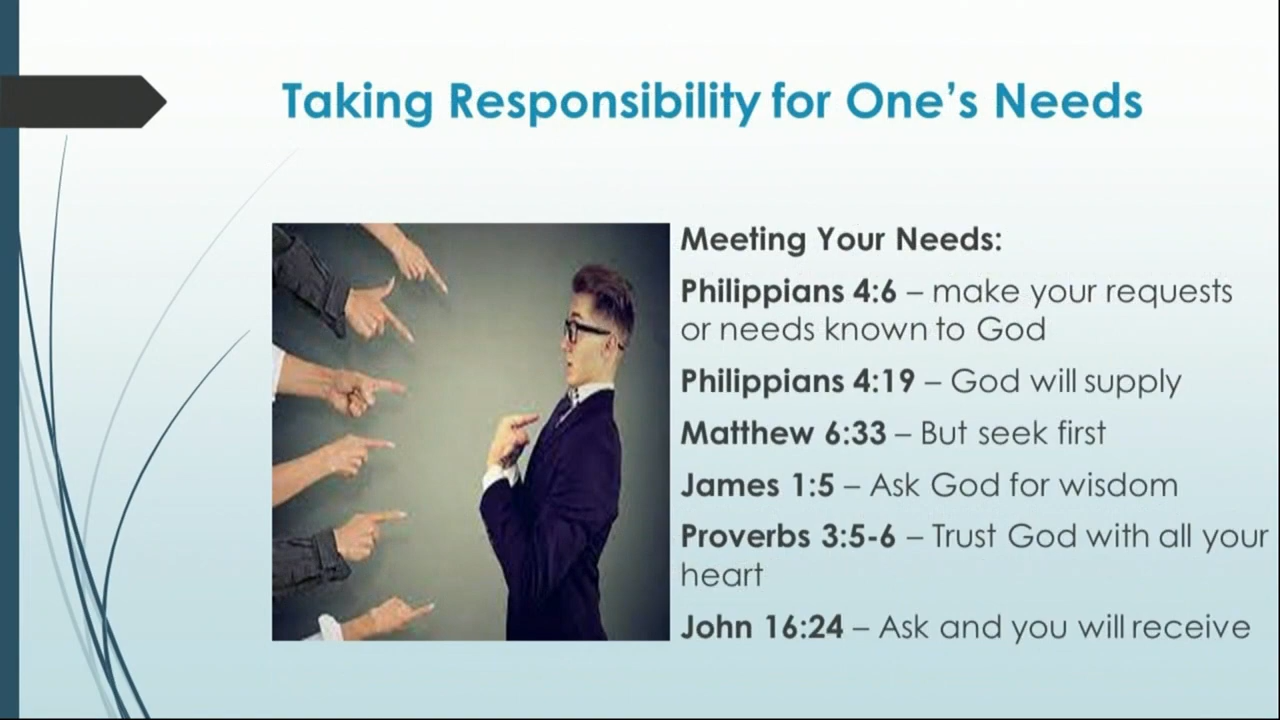 Taking Responsibility for One's Needs
Meeting Your Needs:
Philippians 4:6 – make your requests
or needs known to God
Philippians 4:19 – God will supply
Matthew 6:33 – But seek first
James 1:5 – Ask God for wisdom
Proverbs 3:5-6 – Trust God with all your
heart
John 16:24 – Ask and you will receive